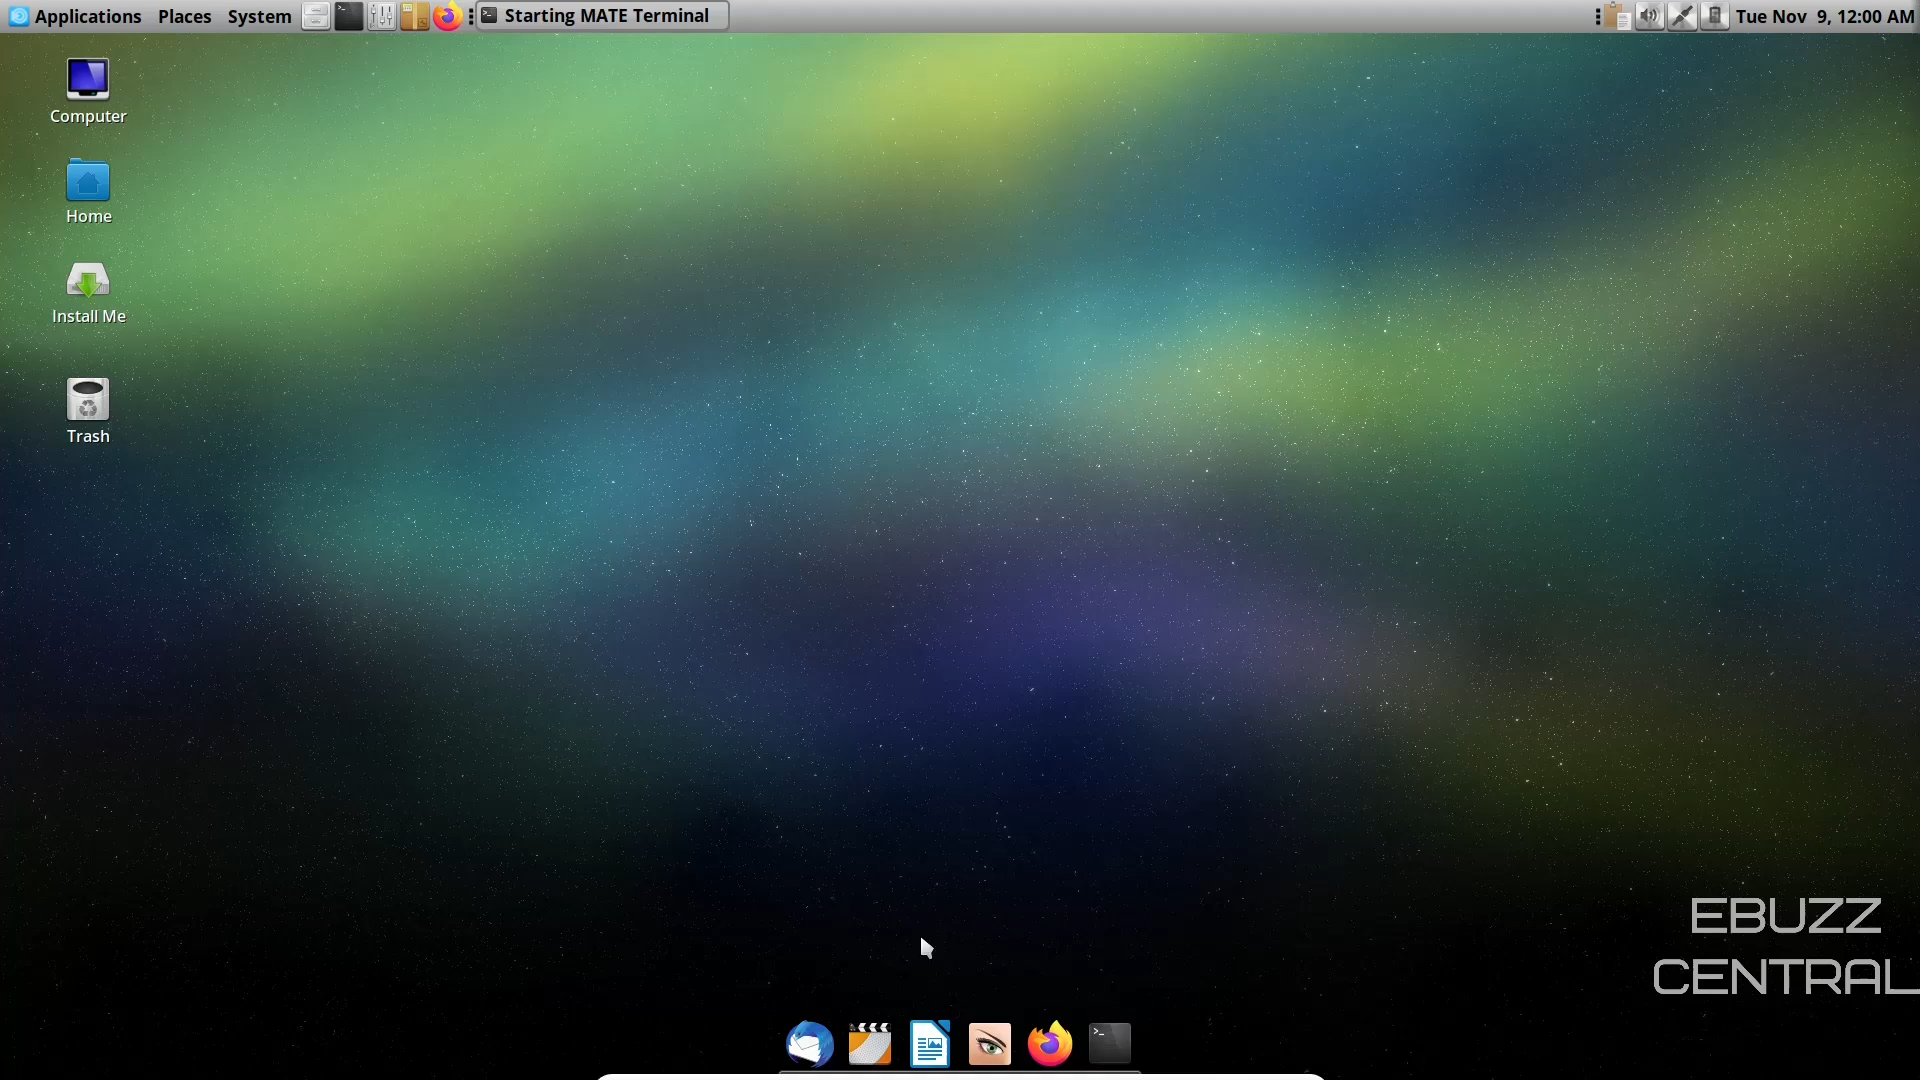 Applications Places System Starting MATE Terminal Tue Nov 9, 12:00 AM
Computer
Home
Install Me
Trash
EBUZZ
CENTRAL